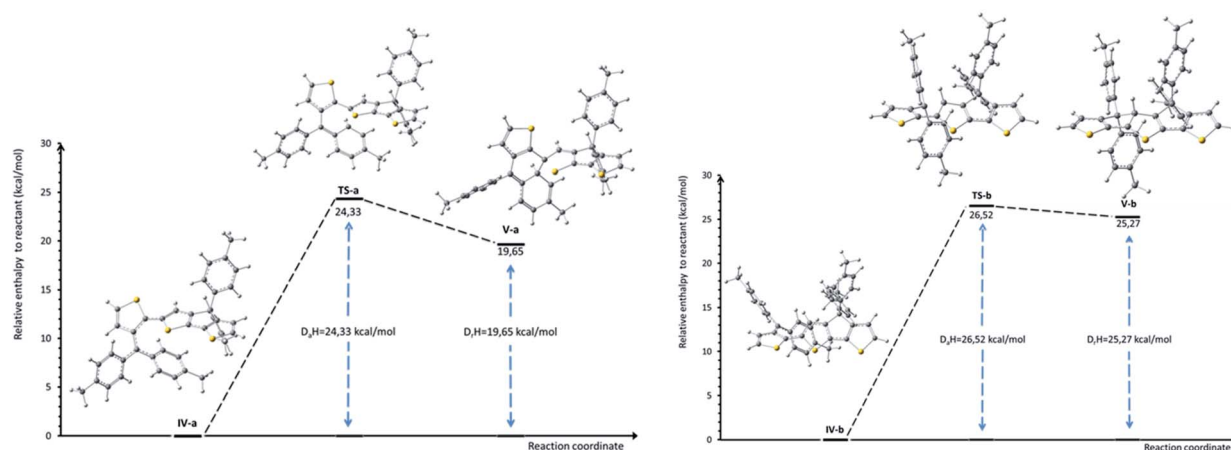 Relative enthalpy to reactant (kcal/mol)
30
25
20
15
10
5
0
TS-a
24,33
V-a
19,65
DaH=24,33 kcal/mol
DrH=19,65 kcal/mol
IV-a
Reaction coordinate
Relative enthalpy to reactant (kcal/mol)
30
25
20
15
10
5
0
TS-b
26,52
V-b
25,27
DaH=26,52 kcal/mol
DrH=25,27 kcal/mol
IV-b
Reaction coordinate